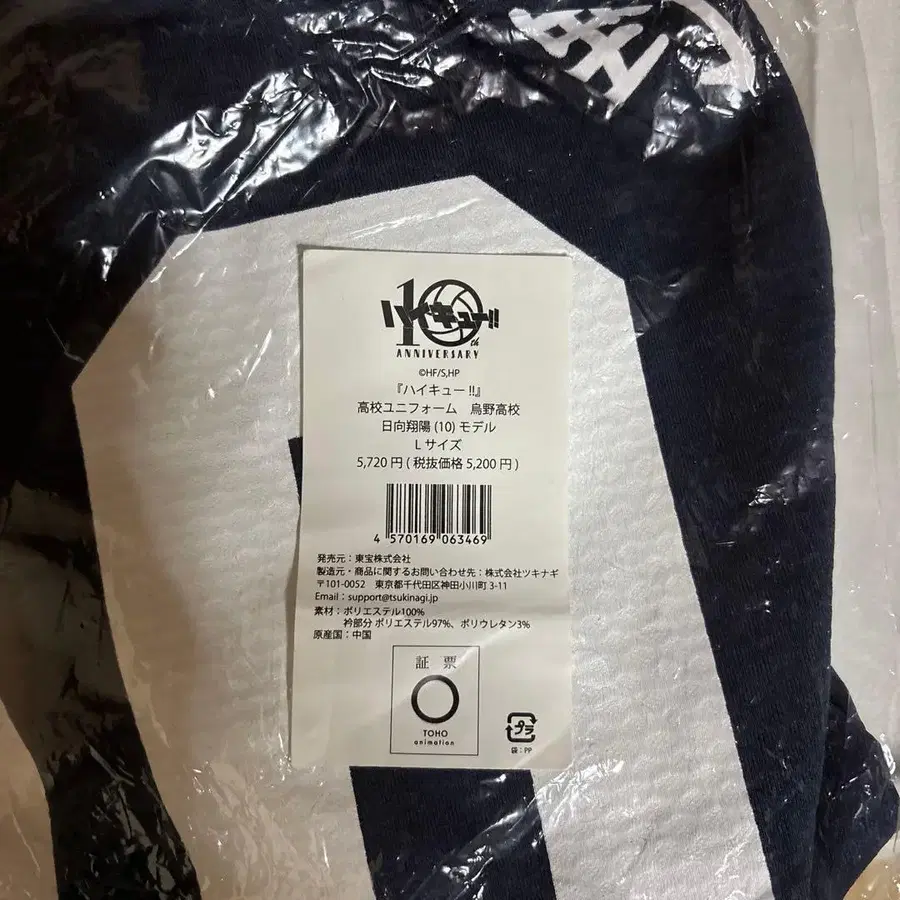 10th
ハイキュー!!
ANNIVERSARY
©HF/S,HP
『ハイキュー!!』
高校ユニフォーム 烏野高校
日向翔陽 (10) モデル
L サイズ
5,720 円 ( 税抜価格 5,200 円 )
4 570169 063469
発売元：東宝株式会社
製造元・商品に関するお問い合わせ先：株式会社ツキナギ
〒101-0052 東京都千代田区神田小川町 3-11
Email：support@tsukinagi.jp
素材：ポリエステル100%
衿部分 ポリエステル97%、ポリウレタン3%
原産国：中国
証票
TOHO
animation
プラ
袋：PP